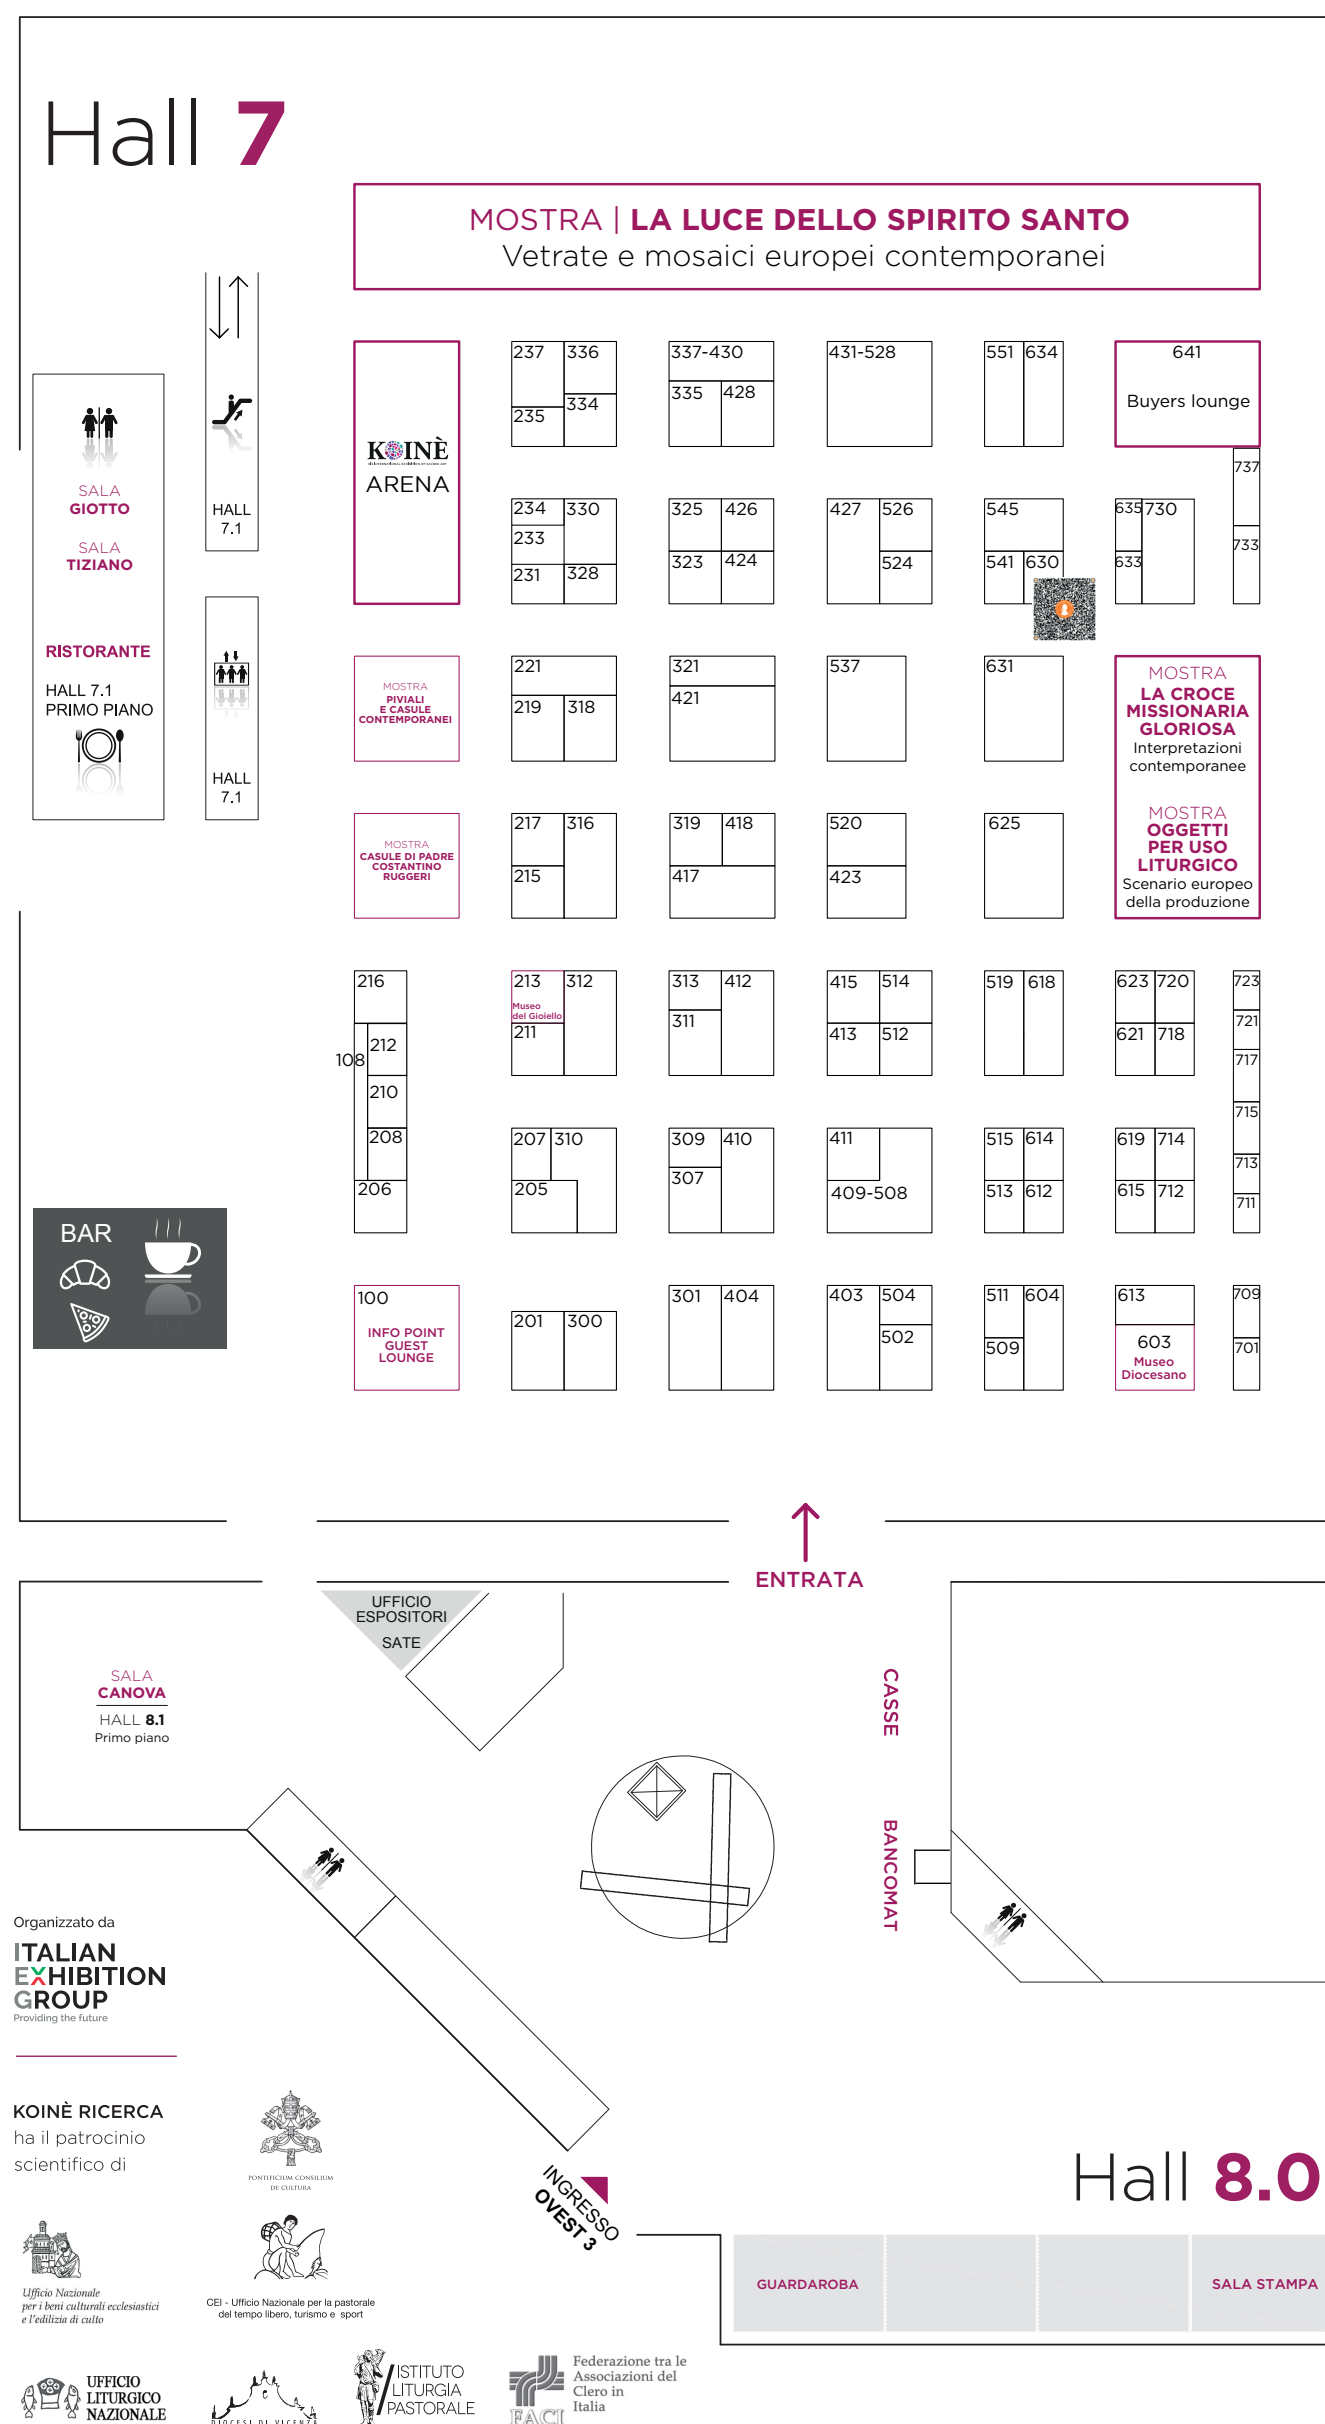 Hall 7
MOSTRA | LA LUCE DELLO SPIRITO SANTO
Vetrate e mosaici europei contemporanei
SALA
GIOTTO
SALA
TIZIANO
RISTORANTE
HALL 7.1
PRIMO PIANO
HALL
7.1
HALL
7.1
KOINÈ
ARENA
237
336
235
334
337-430
335
428
431-528
551
634
641
Buyers lounge
737
733
234
330
233
231
328
325
426
323
424
427
526
524
545
541
630
635
730
633
MOSTRA
PIVIALI
E CASULE
CONTEMPORANEI
221
219
318
321
421
537
631
MOSTRA
LA CROCE
MISSIONARIA
GLORIOSA
Interpretazioni
contemporanee
MOSTRA
OGGETTI
PER USO
LITURGICO
Scenario europeo
della produzione
MOSTRA
CASULE DI PADRE
COSTANTINO
RUGGERI
217
316
215
319
418
417
520
423
625
216
108
212
210
208
206
213
Museo
del Gioiello
312
211
313
412
311
415
514
413
512
519
618
623
720
621
718
723
721
717
715
713
711
207
310
205
309
410
307
411
409-508
515
614
513
612
619
714
615
712
BAR
100
INFO POINT
GUEST
LOUNGE
201
300
301
404
403
504
502
511
604
509
613
603
Museo
Diocesano
709
701
ENTRATA
UFFICIO
ESPOSITORI
SATE
SALA
CANOVA
HALL 8.1
Primo piano
CASSE
BANCOMAT
Organizzato da
ITALIAN
EXHIBITION
GROUP
Providing the future
KOINÈ RICERCA
ha il patrocinio
scientifico di
PONTIFICIUM CONSILIUM
DE CULTURA
INGRESSO
OVEST 3
Hall 8.0
GUARDAROBA
SALA STAMPA
Ufficio Nazionale
per i beni culturali ecclesiastici
e l'edilizia di culto
CEI - Ufficio Nazionale per la pastorale
del tempo libero, turismo e sport
UFFICIO
LITURGICO
NAZIONALE
DIOCESI DI VICENZA
ISTITUTO
LITURGIA
PASTORALE
FACI
Federazione tra le
Associazioni del
Clero in
Italia